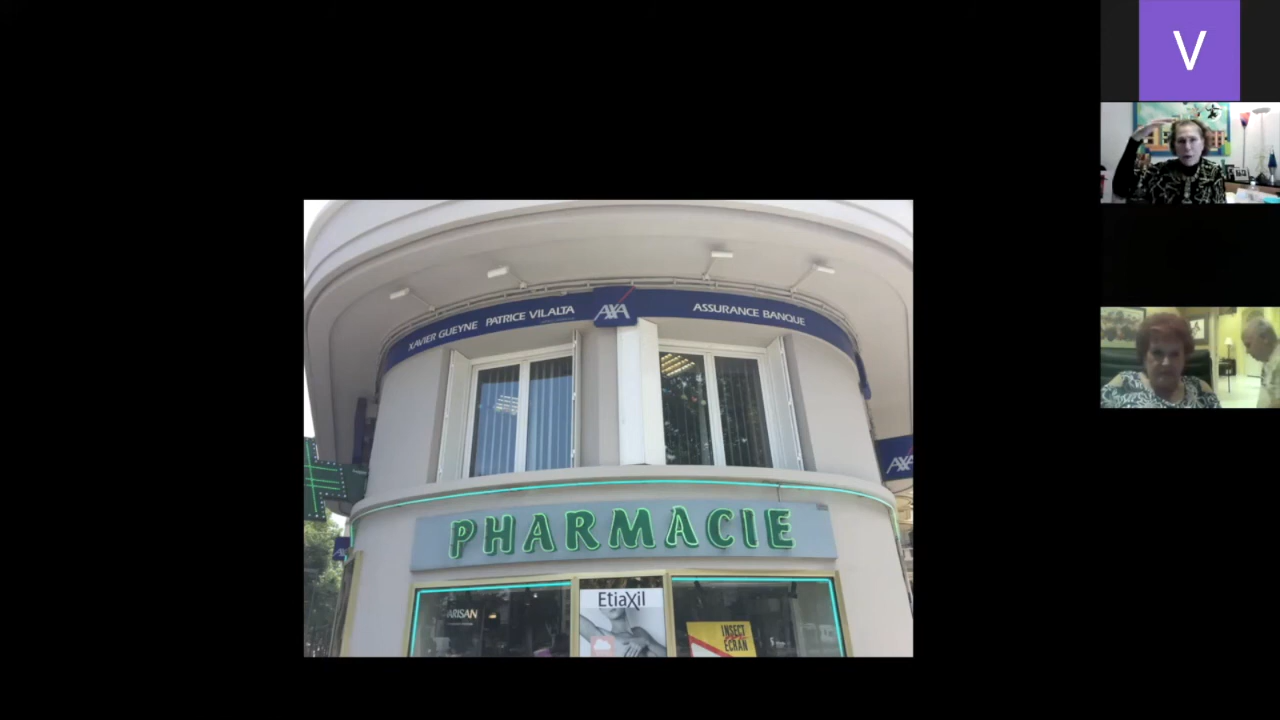 V
XAVIER GUEYNE PATRICE VILALTA
AXA
ASSURANCE BANQUE
AXA
PHARMACIE
ARISAN
Etiaxil
INSECT
ECRAN